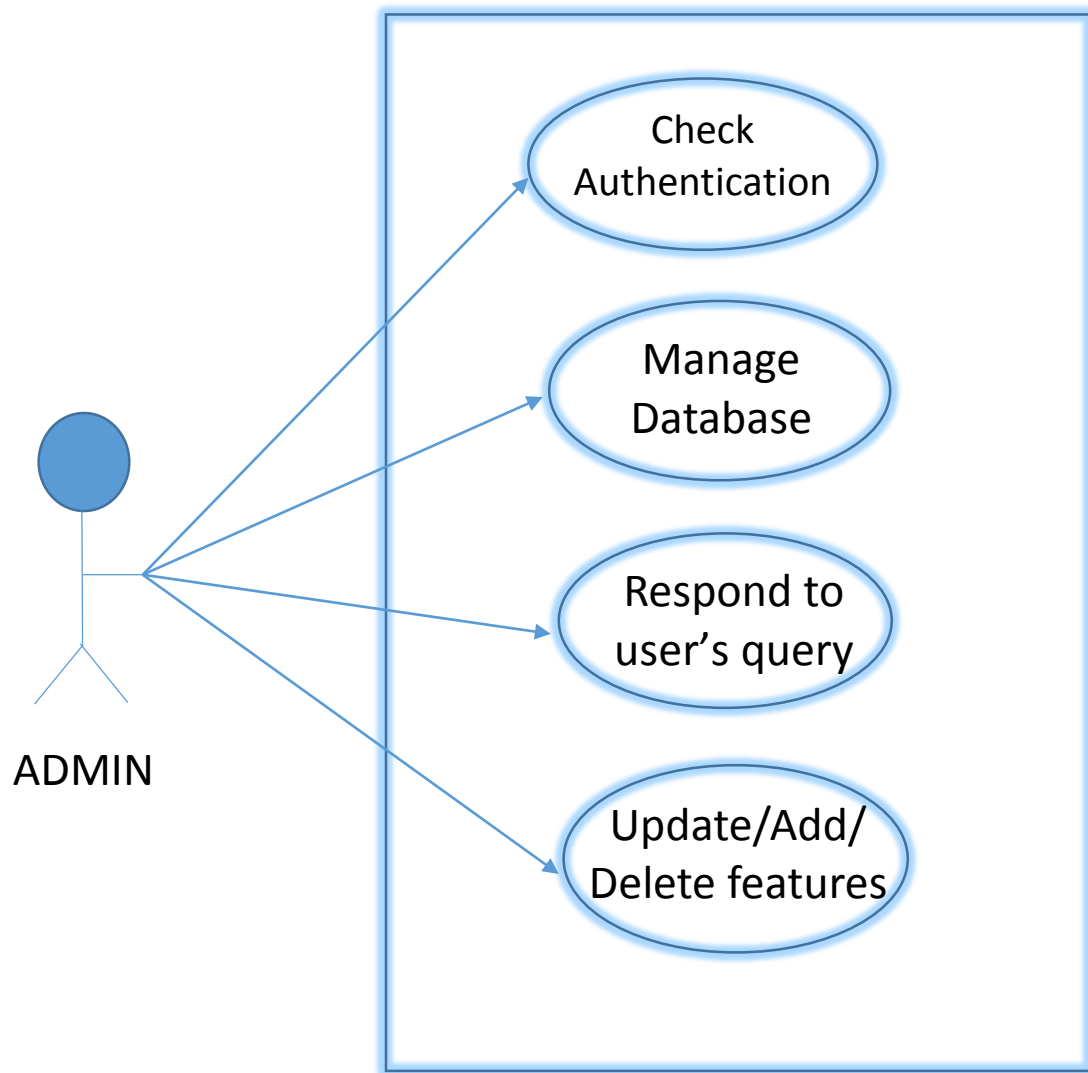 Check
Authentication
Manage
Database
Respond to
user’s query
ADMIN
Update/Add/
Delete features